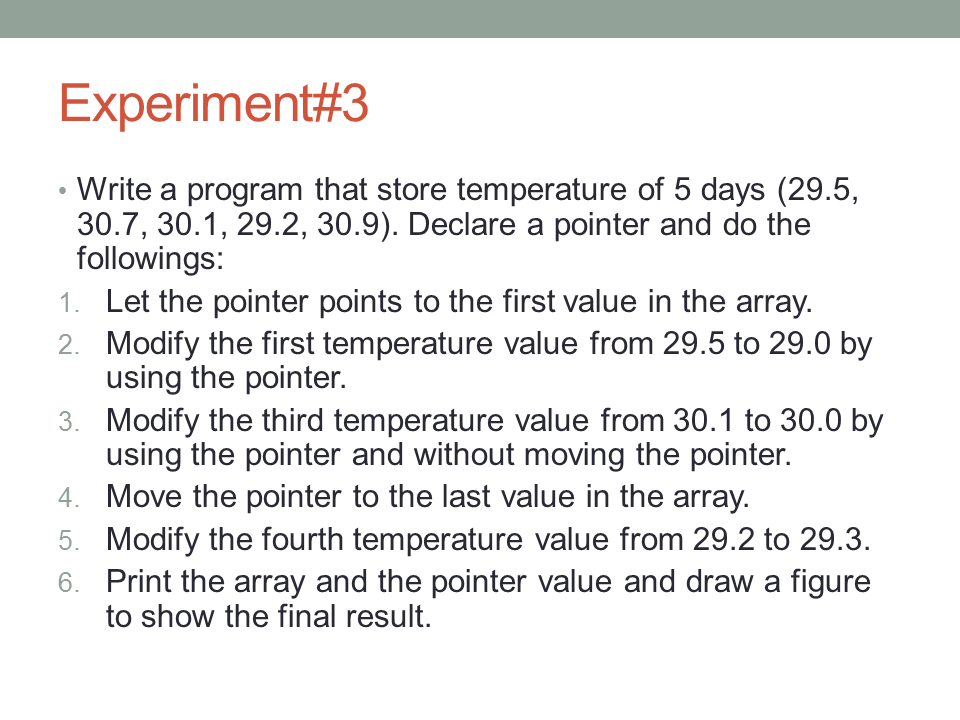 Experiment#3
• Write a program that store temperature of 5 days (29.5,
30.7, 30.1, 29.2, 30.9). Declare a pointer and do the
followings:
1. Let the pointer points to the first value in the array.
2. Modify the first temperature value from 29.5 to 29.0 by
using the pointer.
3. Modify the third temperature value from 30.1 to 30.0 by
using the pointer and without moving the pointer.
4. Move the pointer to the last value in the array.
5. Modify the fourth temperature value from 29.2 to 29.3.
6. Print the array and the pointer value and draw a figure
to show the final result.